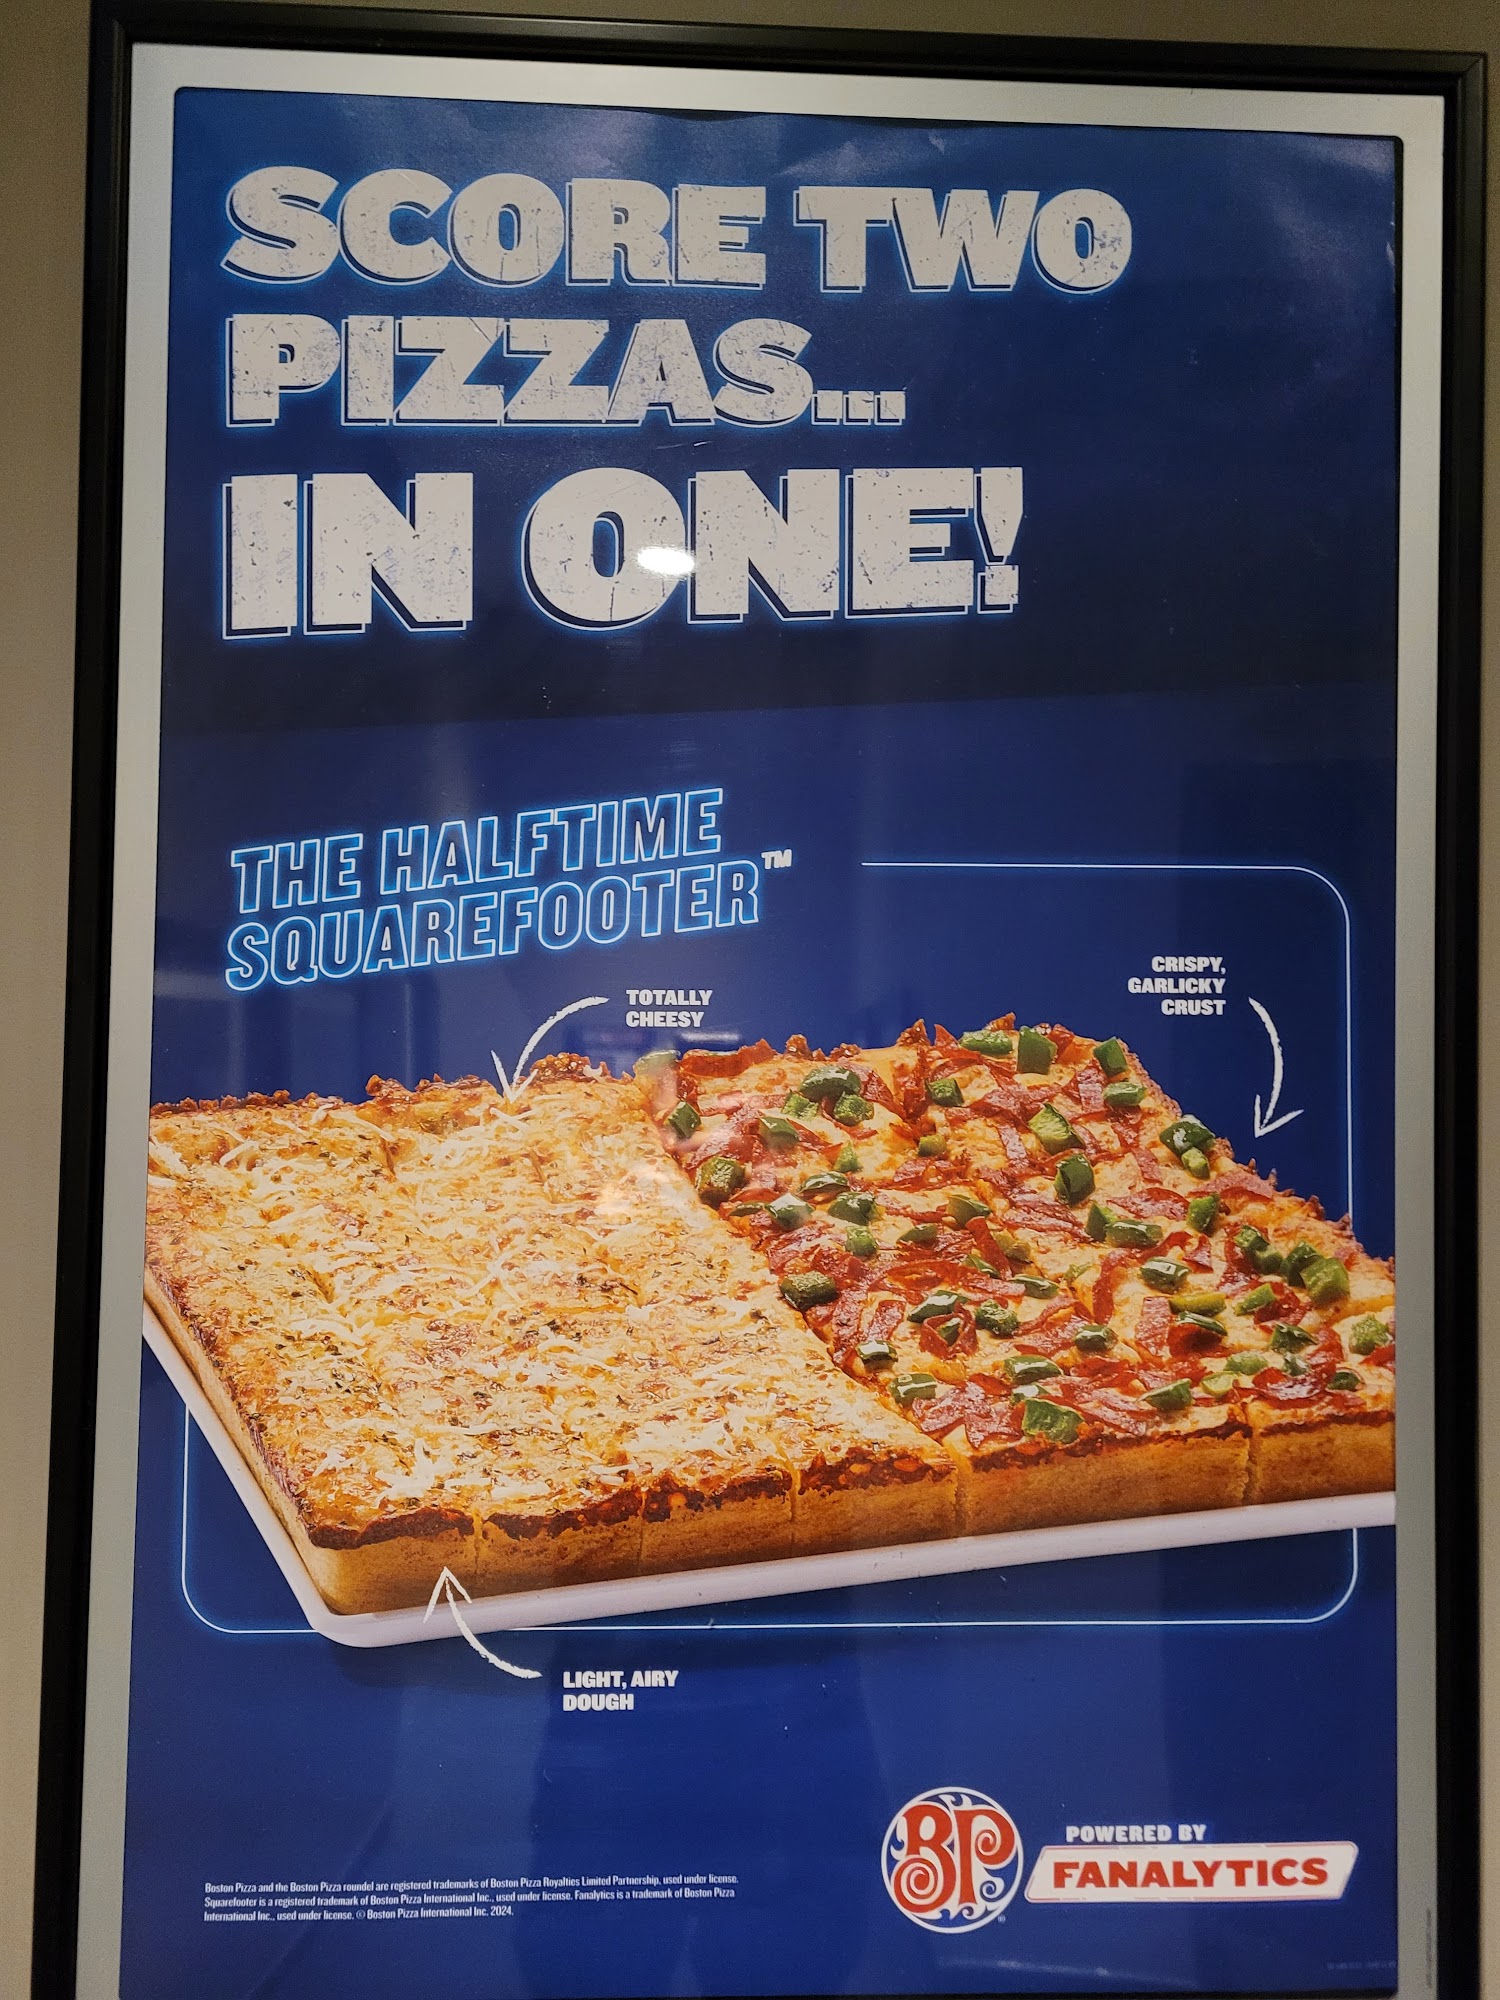 SCORE TWO
PIZZAS...
IN ONE!
THE HALFTIME
SQUAREFOOTER™
TOTALLY
CHEESY
CRISPY,
GARLICKY
CRUST
LIGHT, AIRY
DOUGH
BP
®
POWERED BY
FANALYTICS
Boston Pizza and the Boston Pizza roundel are registered trademarks of Boston Pizza Royalties Limited Partnership, used under license.
Squarefooter is a registered trademark of Boston Pizza International Inc., used under license. Fanalytics is a trademark of Boston Pizza
International Inc., used under license. © Boston Pizza International Inc. 2024.